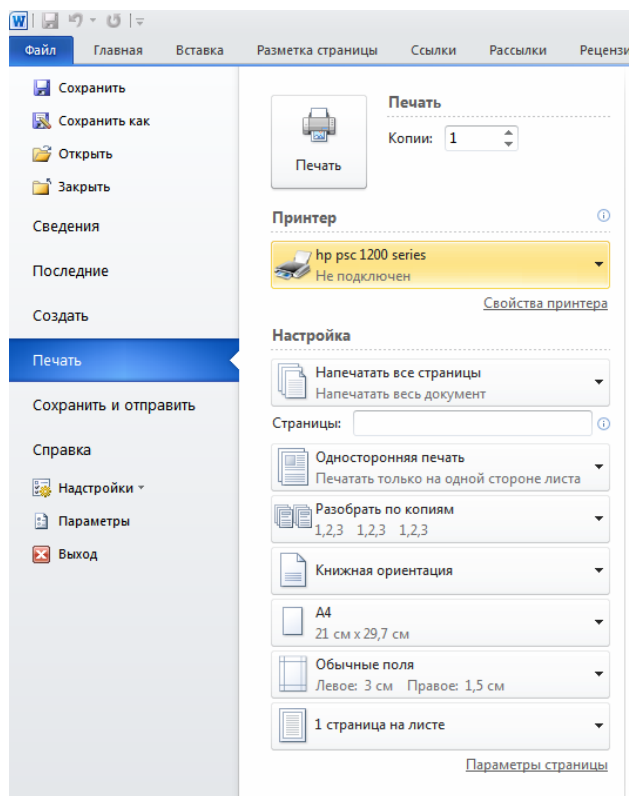 W
Файл Главная Вставка Разметка страницы Ссылки Рассылки Рецензи
Сохранить
Сохранить как
Открыть
Закрыть
Сведения
Последние
Создать
Печать
Сохранить и отправить
Справка
Надстройки
Параметры
Выход
Печать
Печать
Копии: 1
Принтер
hp psc 1200 series
Не подключен
Свойства принтера
Настройка
Напечатать все страницы
Напечатать весь документ
Страницы:
Односторонняя печать
Печатать только на одной стороне листа
Разобрать по копиям
1,2,3 1,2,3 1,2,3
Книжная ориентация
A4
21 см x 29,7 см
Обычные поля
Левое: 3 см Правое: 1,5 см
1 страница на листе
Параметры страницы